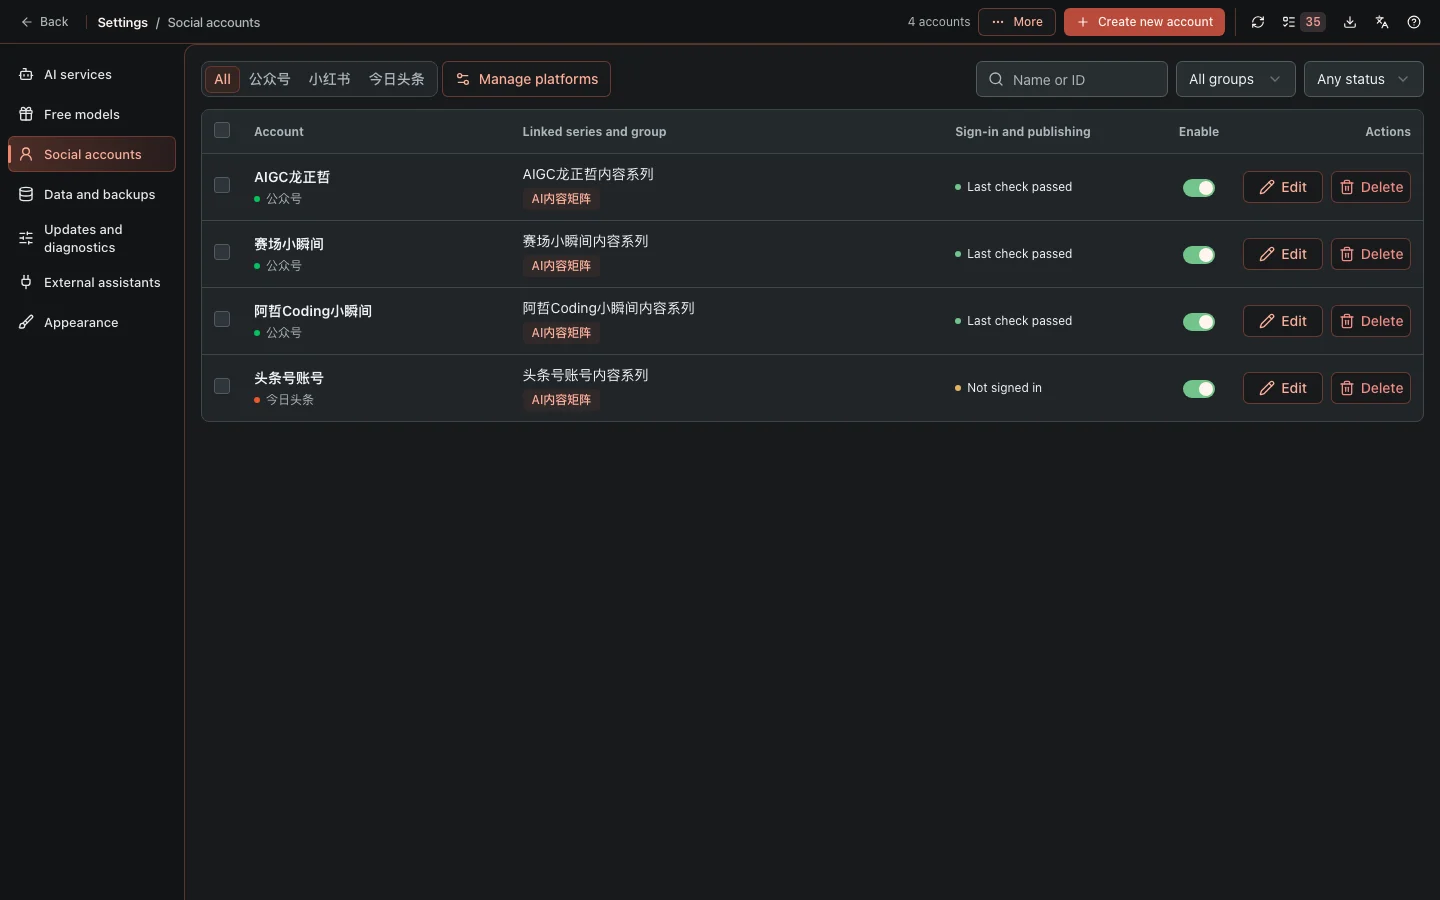 Back
Settings / Social accounts
4 accounts
More
Create new account
35
AI services
Free models
Social accounts
Data and backups
Updates and
diagnostics
External assistants
Appearance
All 公众号 小红书 今日头条
Manage platforms
Name or ID
All groups
Any status
Account Linked series and group Sign-in and publishing Enable Actions
AIGC龙正哲
公众号
AIGC龙正哲内容系列
AI内容矩阵
Last check passed
Edit Delete
赛场小瞬间
公众号
赛场小瞬间内容系列
AI内容矩阵
Last check passed
Edit Delete
阿哲Coding小瞬间
公众号
阿哲Coding小瞬间内容系列
AI内容矩阵
Last check passed
Edit Delete
头条号账号
今日头条
头条号账号内容系列
AI内容矩阵
Not signed in
Edit Delete